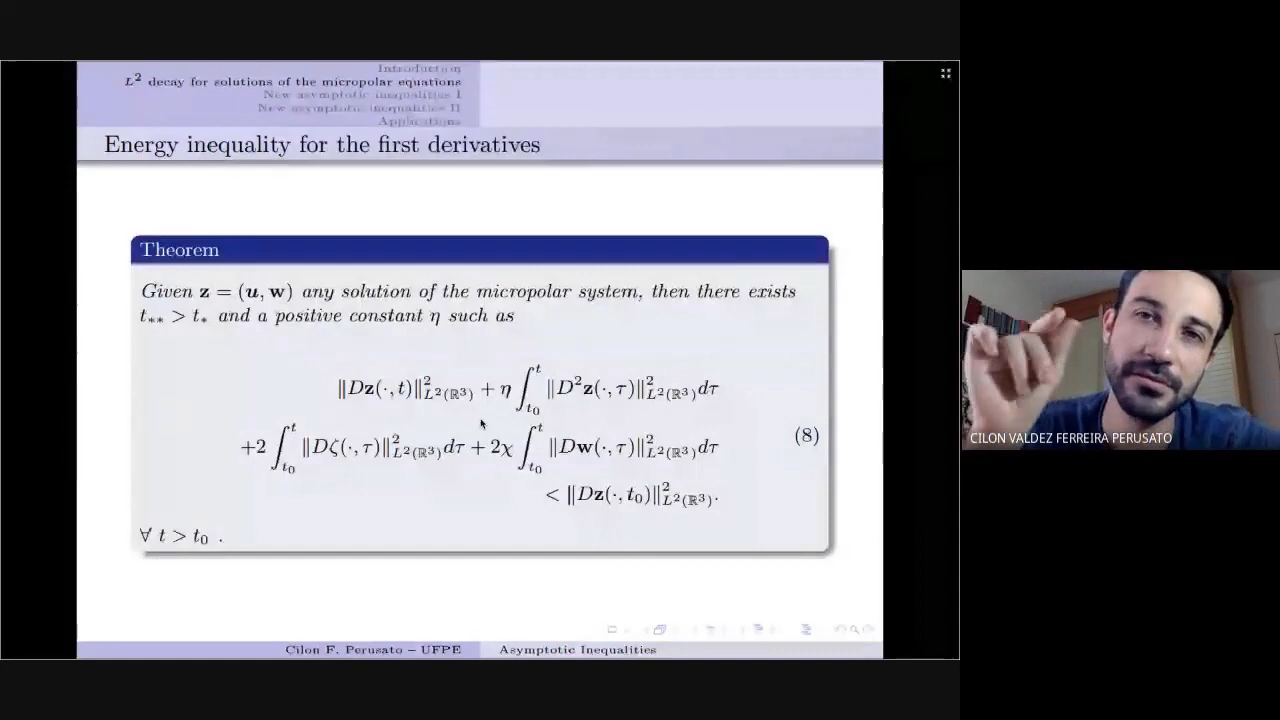 Introduction
L² decay for solutions of the micropolar equations
New asymptotic inequalities I
New asymptotic inequalities II
Applications
Energy inequality for the first derivatives
Theorem
Given z = (u, w) any solution of the micropolar system, then there exists
t∗∗ > t∗ and a positive constant η such as
‖Dz(·, t)‖²_{L²(ℝ³)} + η ∫_{t₀}^{t} ‖D²z(·, τ)‖²_{L²(ℝ³)} dτ
+2 ∫_{t₀}^{t} ‖Dζ(·, τ)‖²_{L²(ℝ³)} dτ + 2χ ∫_{t₀}^{t} ‖Dw(·, τ)‖²_{L²(ℝ³)} dτ (8)
< ‖Dz(·, t₀)‖²_{L²(ℝ³)}.
∀ t > t₀ .
Cilon F. Perusato – UFPE Asymptotic Inequalities
CILON VALDEZ FERREIRA PERUSATO